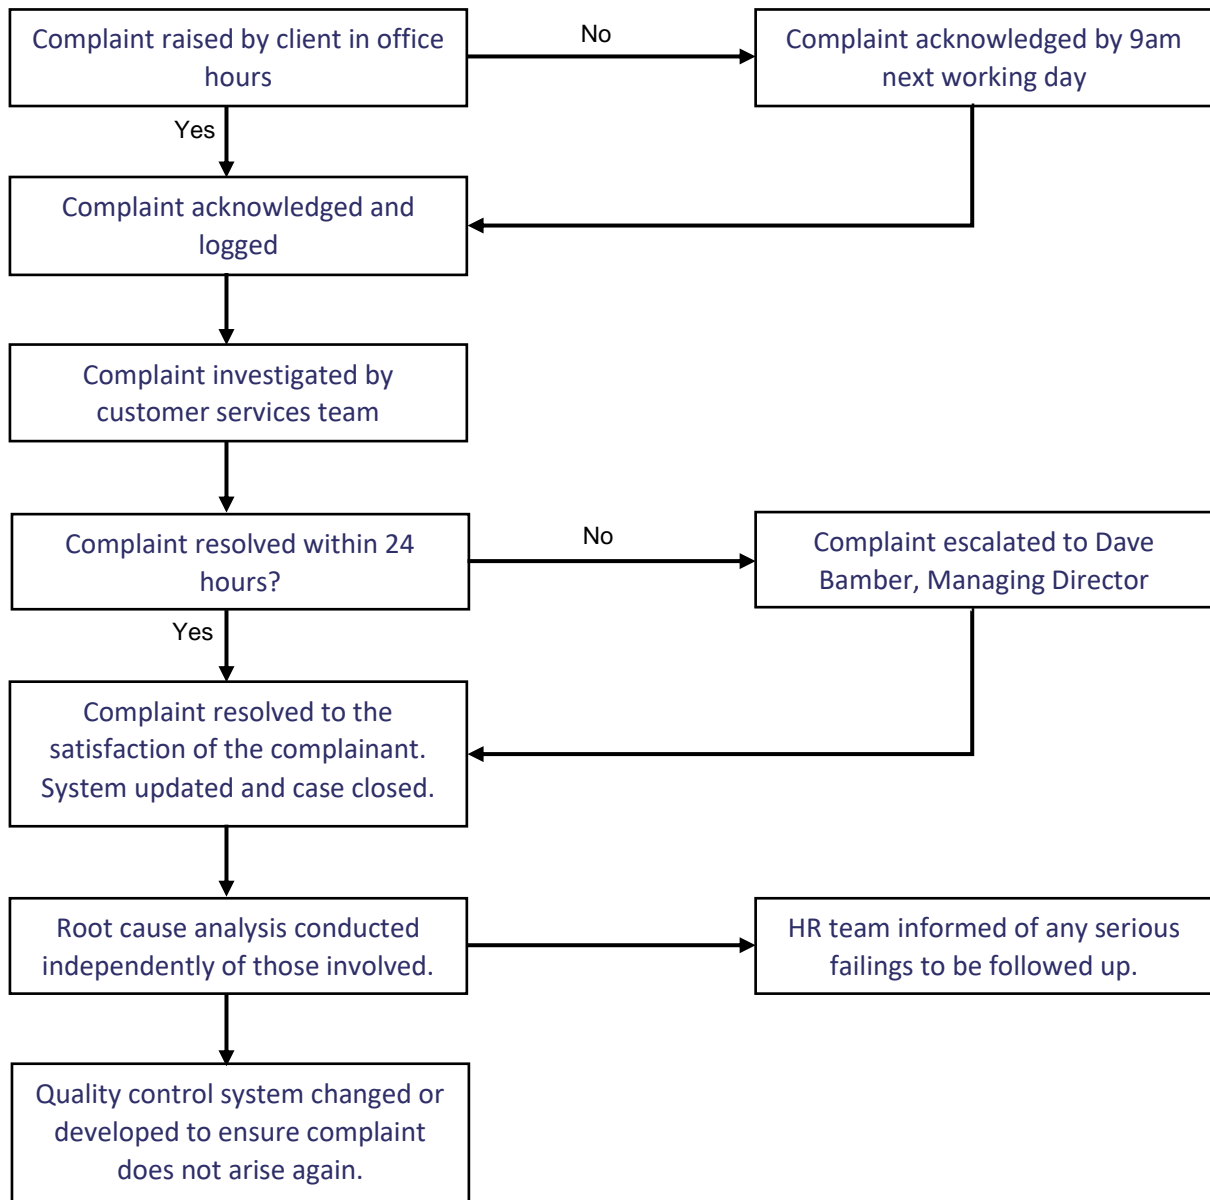 Complaint raised by client in office
hours
No
Complaint acknowledged by 9am
next working day
Yes
Complaint acknowledged and
logged
Complaint investigated by
customer services team
Complaint resolved within 24
hours?
No
Complaint escalated to Dave
Bamber, Managing Director
Yes
Complaint resolved to the
satisfaction of the complainant.
System updated and case closed.
Root cause analysis conducted
independently of those involved.
HR team informed of any serious
failings to be followed up.
Quality control system changed or
developed to ensure complaint
does not arise again.